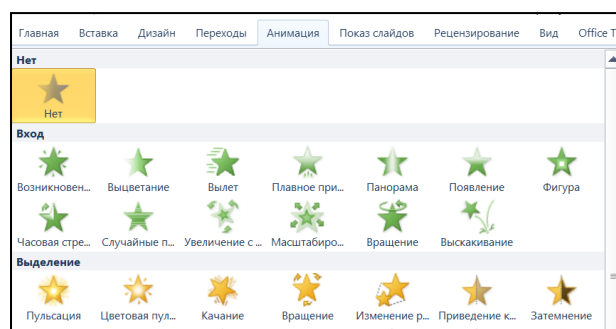 Главная Вставка Дизайн Переходы Анимация Показ слайдов Рецензирование Вид Office T
Нет
Нет
Вход
Возникновен... Выцветание Вылет Плавное при... Панорама Появление Фигура
Часовая стре... Случайные п... Увеличение с ... Масштабиро... Вращение Выскакивание
Выделение
Пульсация Цветовая пул... Качание Вращение Изменение р... Приведение к... Затемнение